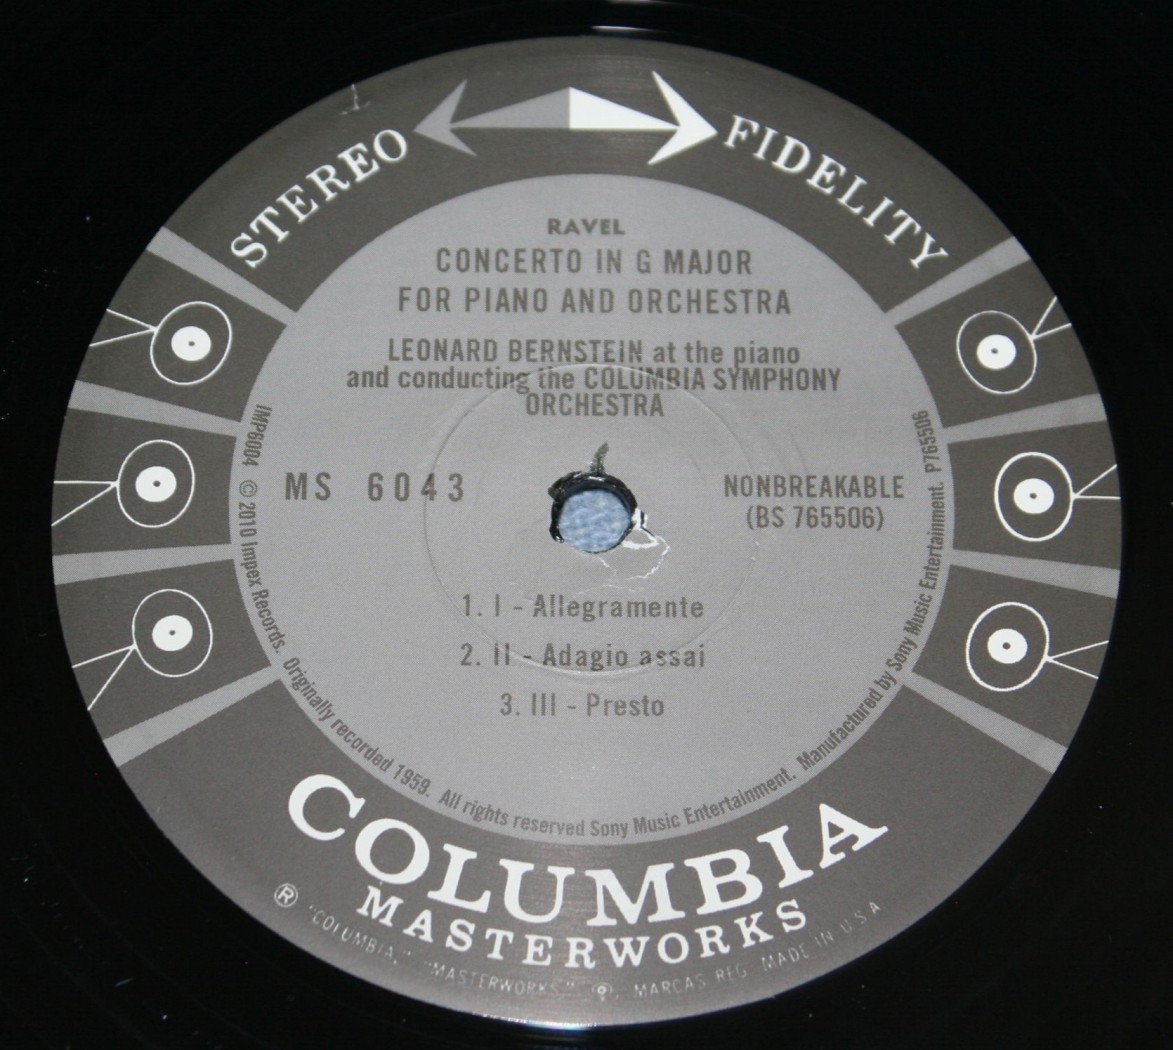 STEREO FIDELITY
RAVEL
CONCERTO IN G MAJOR
FOR PIANO AND ORCHESTRA
LEONARD BERNSTEIN at the piano
and conducting the COLUMBIA SYMPHONY
ORCHESTRA
MS 6043
NONBREAKABLE
(BS 765506)
1. I - Allegramente
2. II - Adagio assai
3. III - Presto
IMP6004 © 2010 Impex Records. Originally recorded 1959. All rights reserved Sony Music Entertainment. Manufactured by Sony Music Entertainment. P765506
COLUMBIA
MASTERWORKS
® "COLUMBIA," "MASTERWORKS," MARCAS REG. MADE IN U.S.A